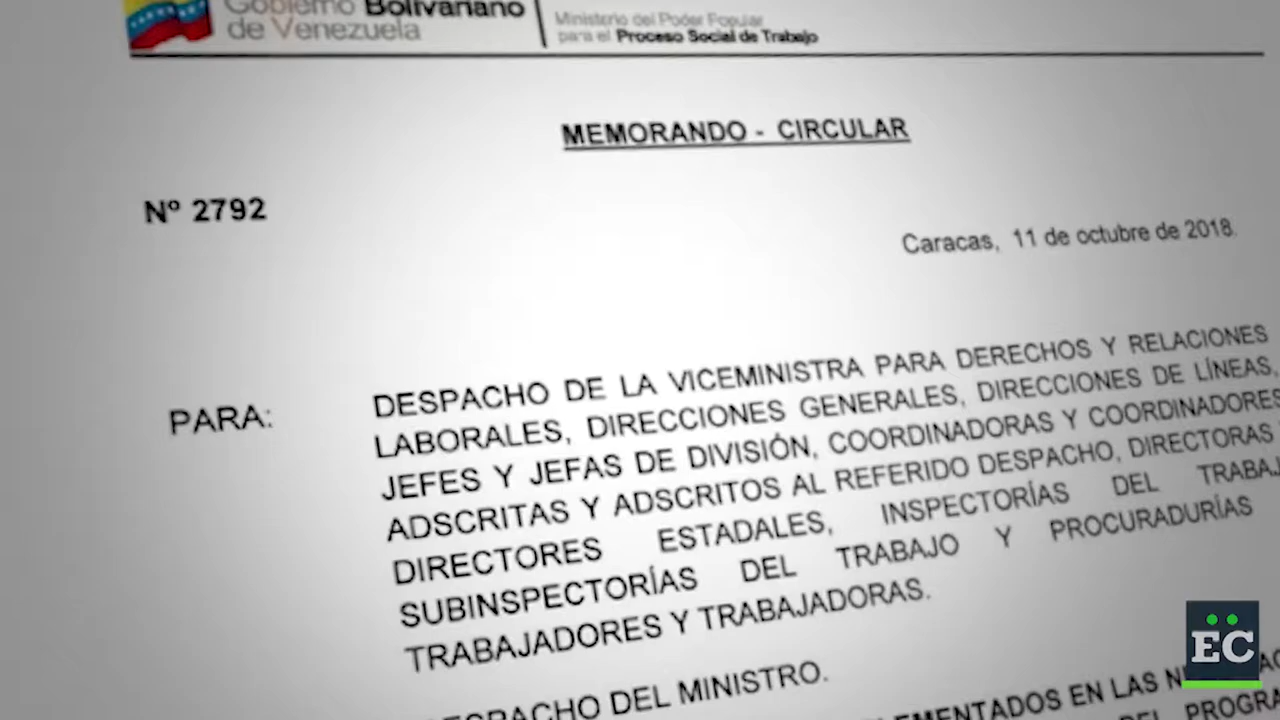 Gobierno Bolivariano
de Venezuela
Ministerio del Poder Popular
para el Proceso Social de Trabajo
MEMORANDO - CIRCULAR
Nº 2792
Caracas, 11 de octubre de 2018.
PARA:
DESPACHO DE LA VICEMINISTRA PARA DERECHOS Y RELACIONES
LABORALES, DIRECCIONES GENERALES, DIRECCIONES DE LÍNEAS,
JEFES Y JEFAS DE DIVISIÓN, COORDINADORAS Y COORDINADORES
ADSCRITAS Y ADSCRITOS AL REFERIDO DESPACHO, DIRECTORAS Y
DIRECTORES ESTADALES, INSPECTORÍAS DEL
SUBINSPECTORÍAS DEL TRABAJO Y PROCURADURÍAS
TRABAJADORES Y TRABAJADORAS.
DEL MINISTRO.
EN LAS
DEL
EC